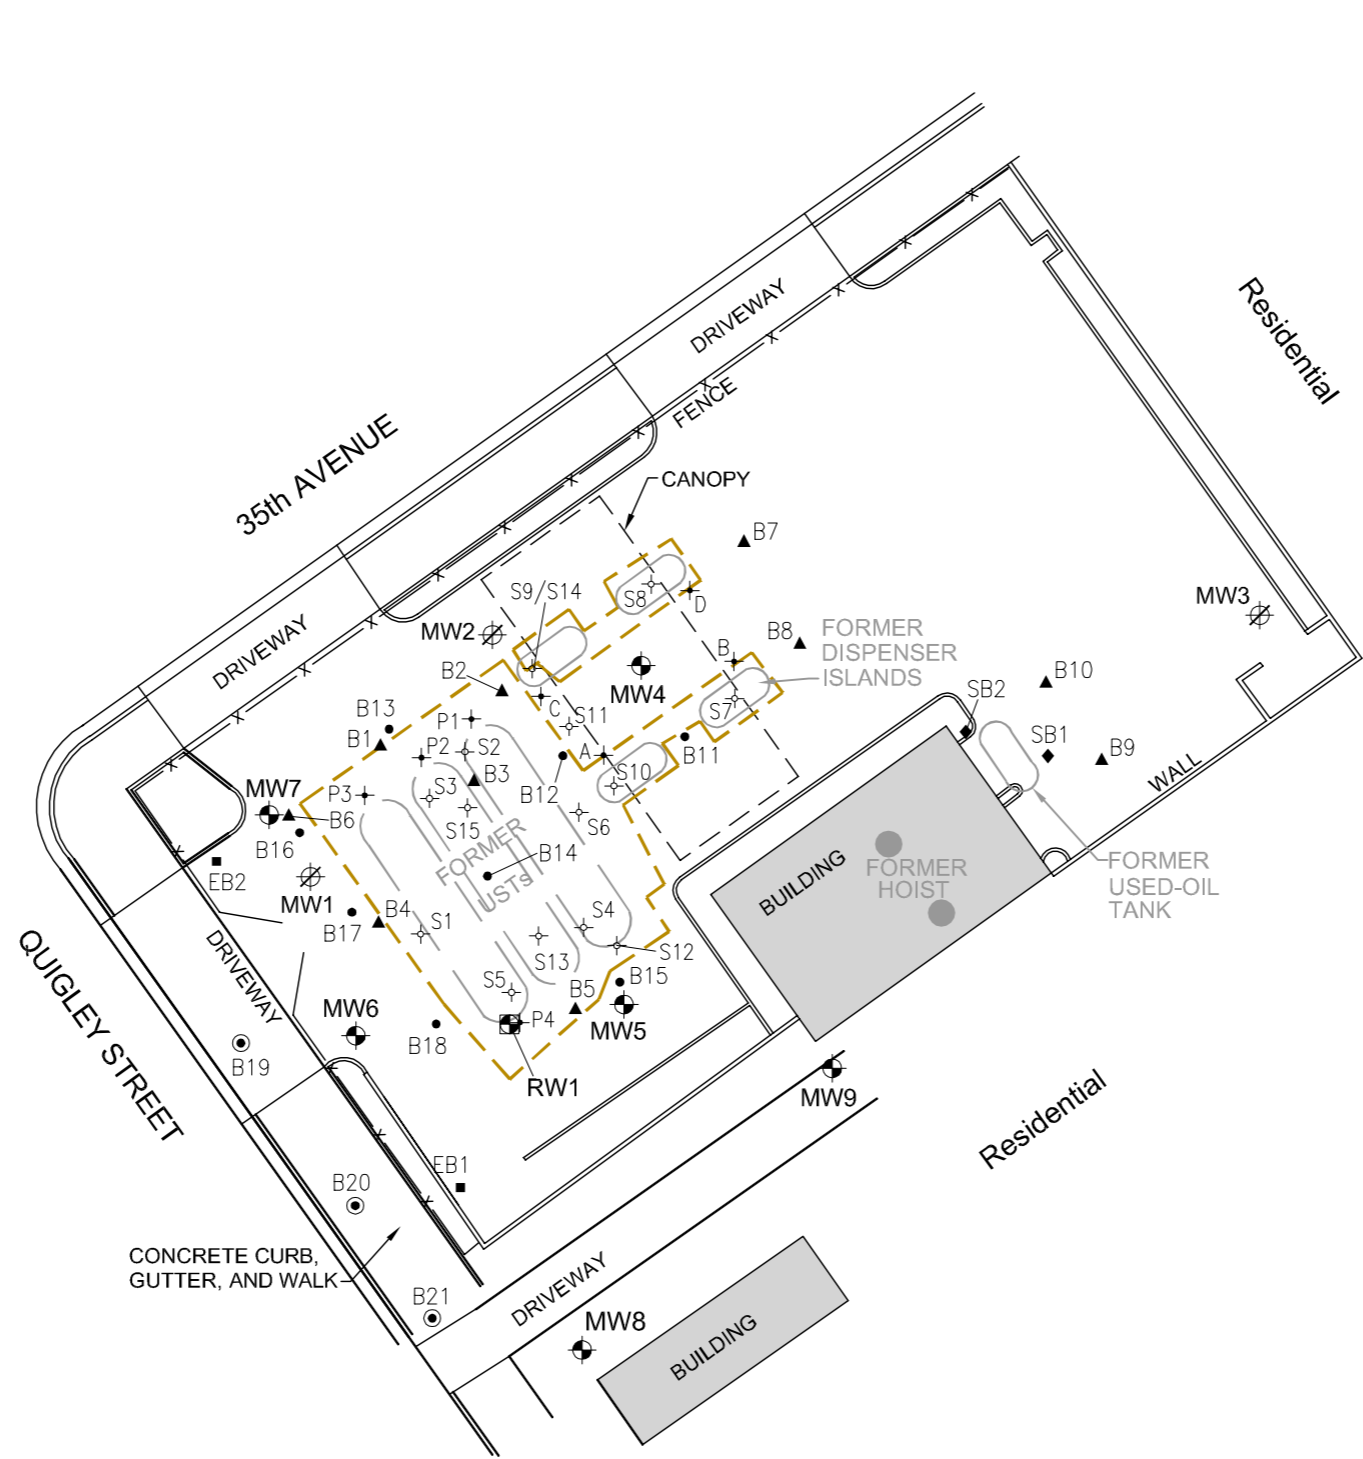 Residential
DRIVEWAY
FENCE
35th AVENUE
CANOPY
B7
S9/S14
S8
D
MW3
DRIVEWAY
MW2
B8
FORMER
DISPENSER
ISLANDS
B
B2
MW4
B10
C
S7
SB2
B13
P1
S11
B1
P2
S2
A
B11
SB1
B9
WALL
MW7
P3
S3
B3
B12
S10
B6
S15
S6
B16
FORMER
USTs
B14
BUILDING
FORMER
HOIST
FORMER
USED-OIL
TANK
EB2
MW1
B17
B4
S1
S4
S13
S12
QUIGLEY STREET
DRIVEWAY
S5
B5
B15
MW6
P4
MW5
B18
B19
RW1
MW9
Residential
EB1
B20
CONCRETE CURB,
GUTTER, AND WALK
B21
DRIVEWAY
MW8
BUILDING